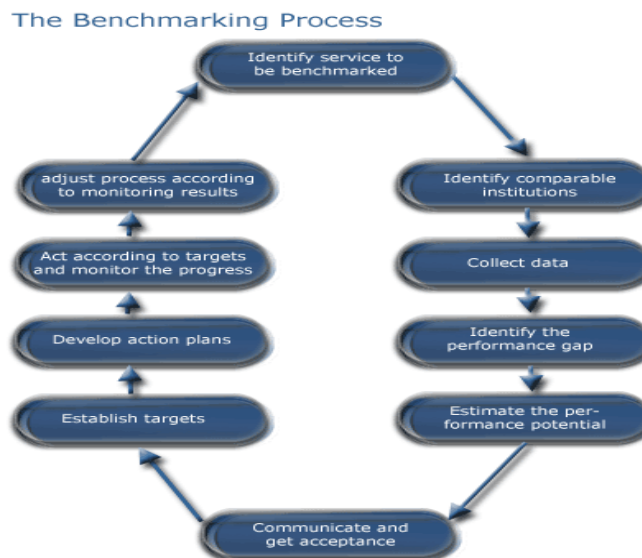 The Benchmarking Process
Identify service to
be benchmarked
Identify comparable
institutions
Collect data
Identify the
performance gap
Estimate the per-
formance potential
Communicate and
get acceptance
Establish targets
Develop action plans
Act according to targets
and monitor the progress
adjust process according
to monitoring results